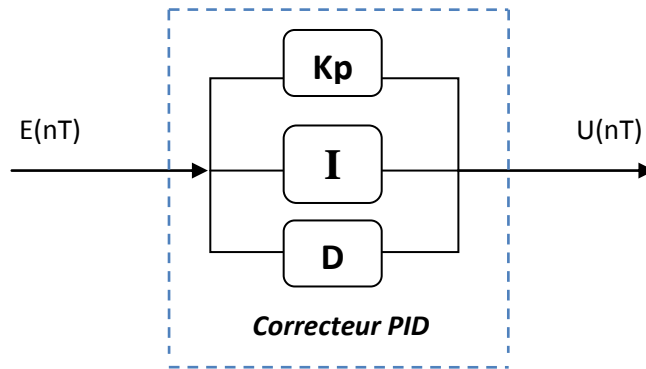 Kp
E(nT)
U(nT)
I
D
Correcteur PID